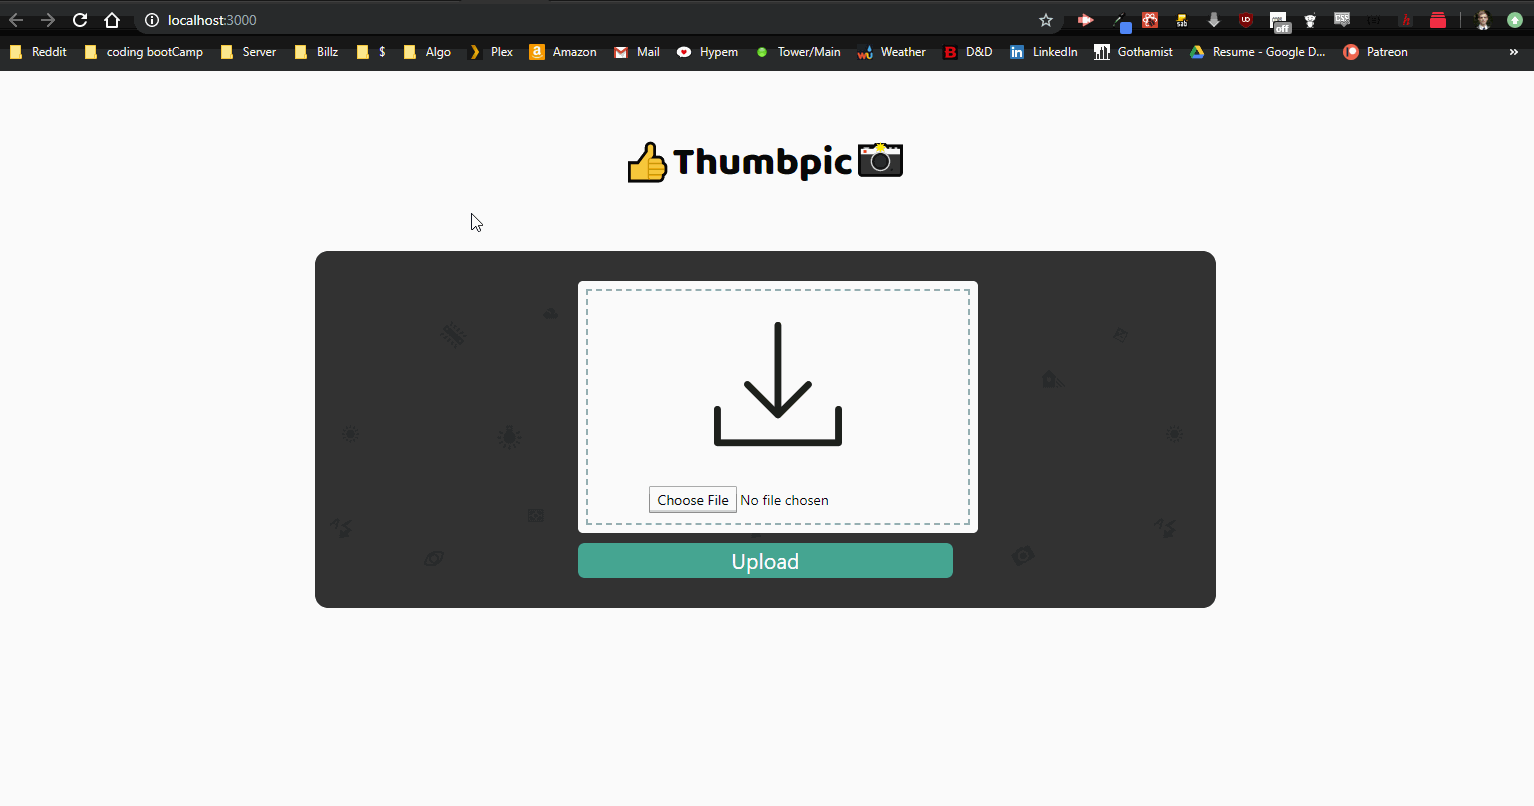 localhost:3000
Reddit coding bootCamp Server Billz $ Algo Plex Amazon Mail Hypem Tower/Main Weather D&D LinkedIn Gothamist Resume - Google D... Patreon »
Thumbpic
Choose File No file chosen
Upload